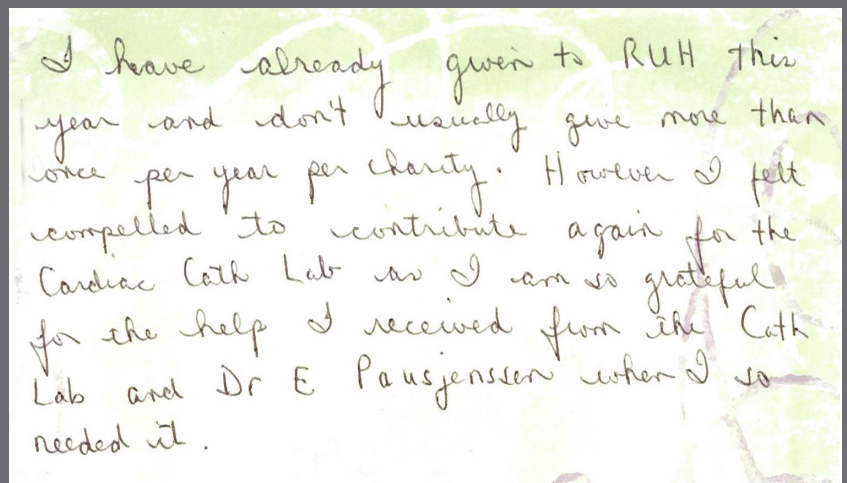 I have already given to RUH this
year and don't usually give more than
once per year per charity. However I felt
compelled to contribute again for the
Cardiac Cath Lab as I am so grateful
for the help I received from the Cath
Lab and Dr E Pausjenssen when I so
needed it.